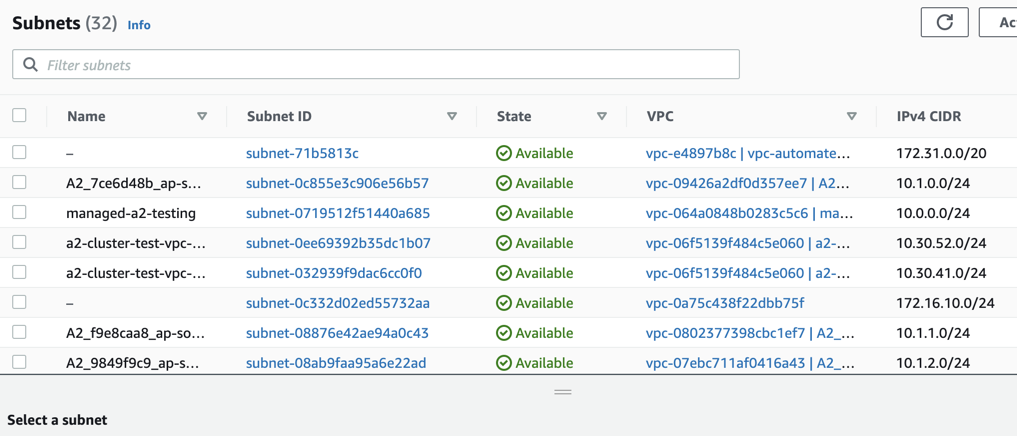 Subnets (32) Info
Ac
Filter subnets
Name Subnet ID State VPC IPv4 CIDR
– subnet-71b5813c Available vpc-e4897b8c | vpc-automate... 172.31.0.0/20
A2_7ce6d48b_ap-s... subnet-0c855e3c906e56b57 Available vpc-09426a2df0d357ee7 | A2... 10.1.0.0/24
managed-a2-testing subnet-0719512f51440a685 Available vpc-064a0848b0283c5c6 | ma... 10.0.0.0/24
a2-cluster-test-vpc-... subnet-0ee69392b35dc1b07 Available vpc-06f5139f484c5e060 | a2-... 10.30.52.0/24
a2-cluster-test-vpc-... subnet-032939f9dac6cc0f0 Available vpc-06f5139f484c5e060 | a2-... 10.30.41.0/24
– subnet-0c332d02ed55732aa Available vpc-0a75c438f22dbb75f 172.16.10.0/24
A2_f9e8caa8_ap-so... subnet-08876e42ae94a0c43 Available vpc-0802377398cbc1ef7 | A2_... 10.1.1.0/24
A2_9849f9c9_ap-s... subnet-08ab9faa95a6e22ad Available vpc-07ebc711af0416a43 | A2_... 10.1.2.0/24
Select a subnet